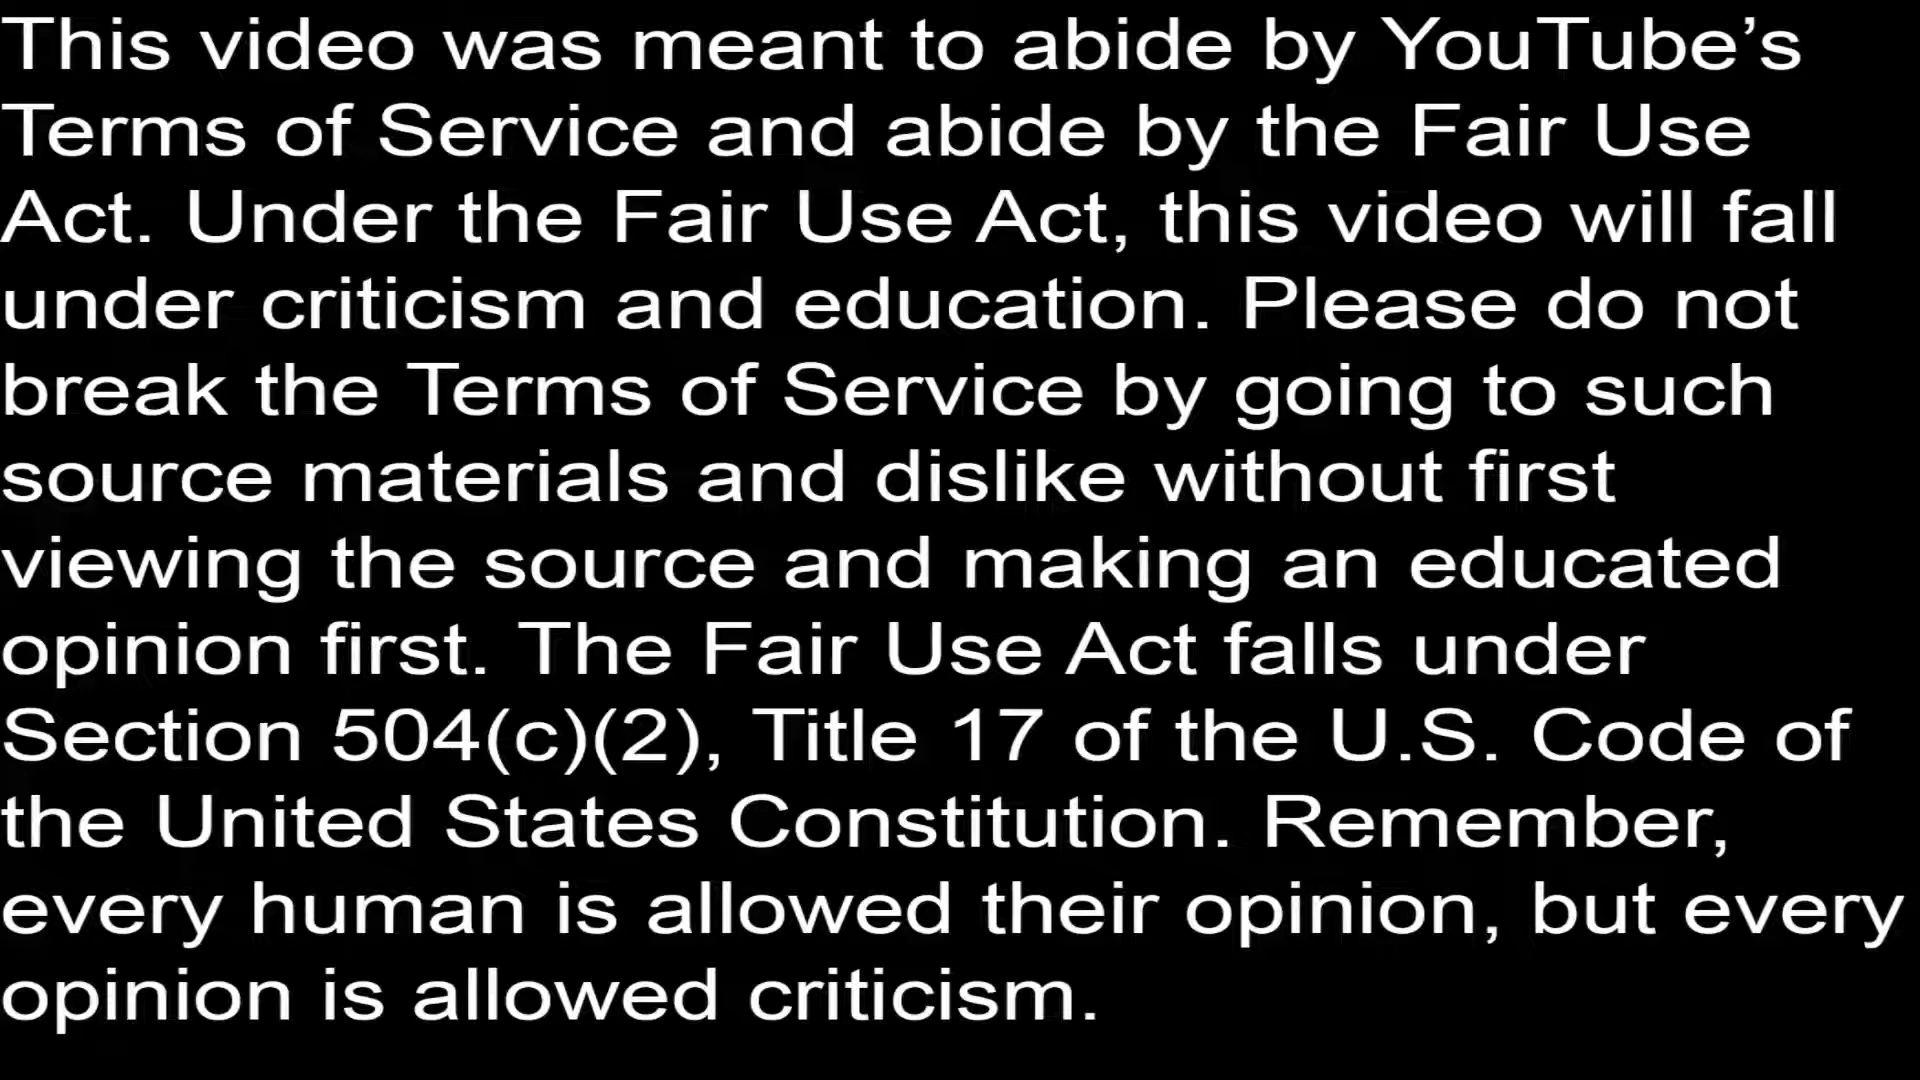 This video was meant to abide by YouTube’s
Terms of Service and abide by the Fair Use
Act. Under the Fair Use Act, this video will fall
under criticism and education. Please do not
break the Terms of Service by going to such
source materials and dislike without first
viewing the source and making an educated
opinion first. The Fair Use Act falls under
Section 504(c)(2), Title 17 of the U.S. Code of
the United States Constitution. Remember,
every human is allowed their opinion, but every
opinion is allowed criticism.